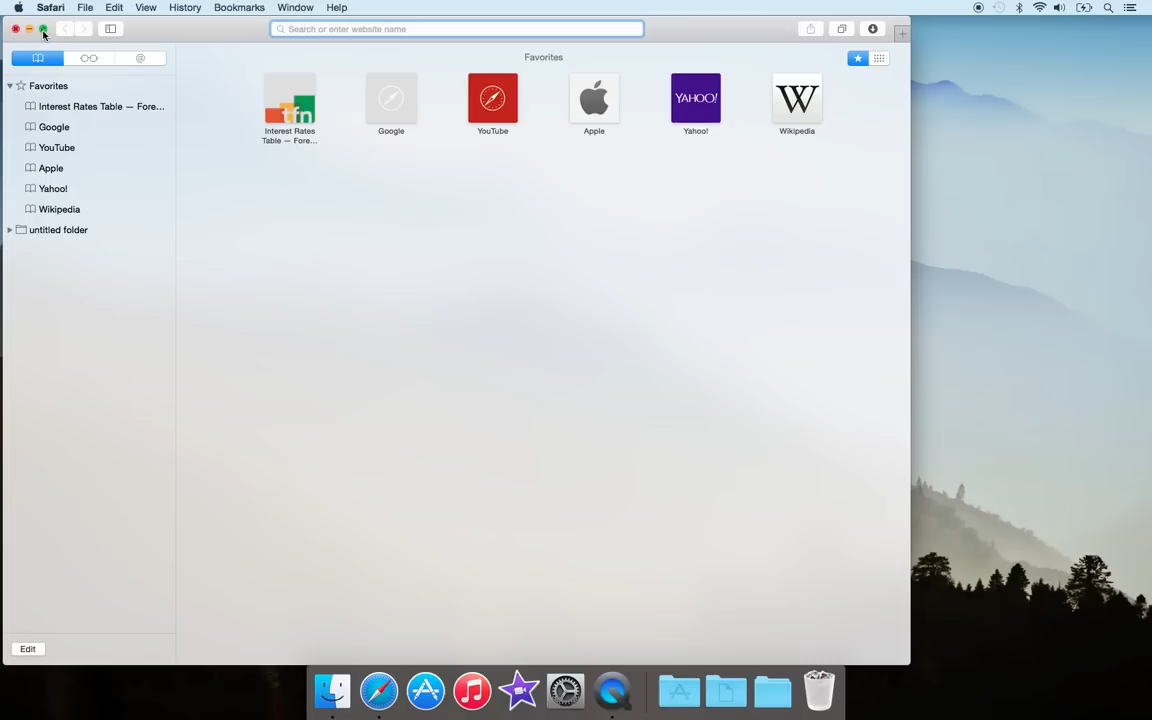 Safari File Edit View History Bookmarks Window Help
Search or enter website name
@
Favorites
Favorites
Interest Rates Table — Fore...
Google
YouTube
Apple
Yahoo!
Wikipedia
untitled folder
tfn
YAHOO!
W
Interest Rates
Table — Fore...
Google
YouTube
Apple
Yahoo!
Wikipedia
Edit